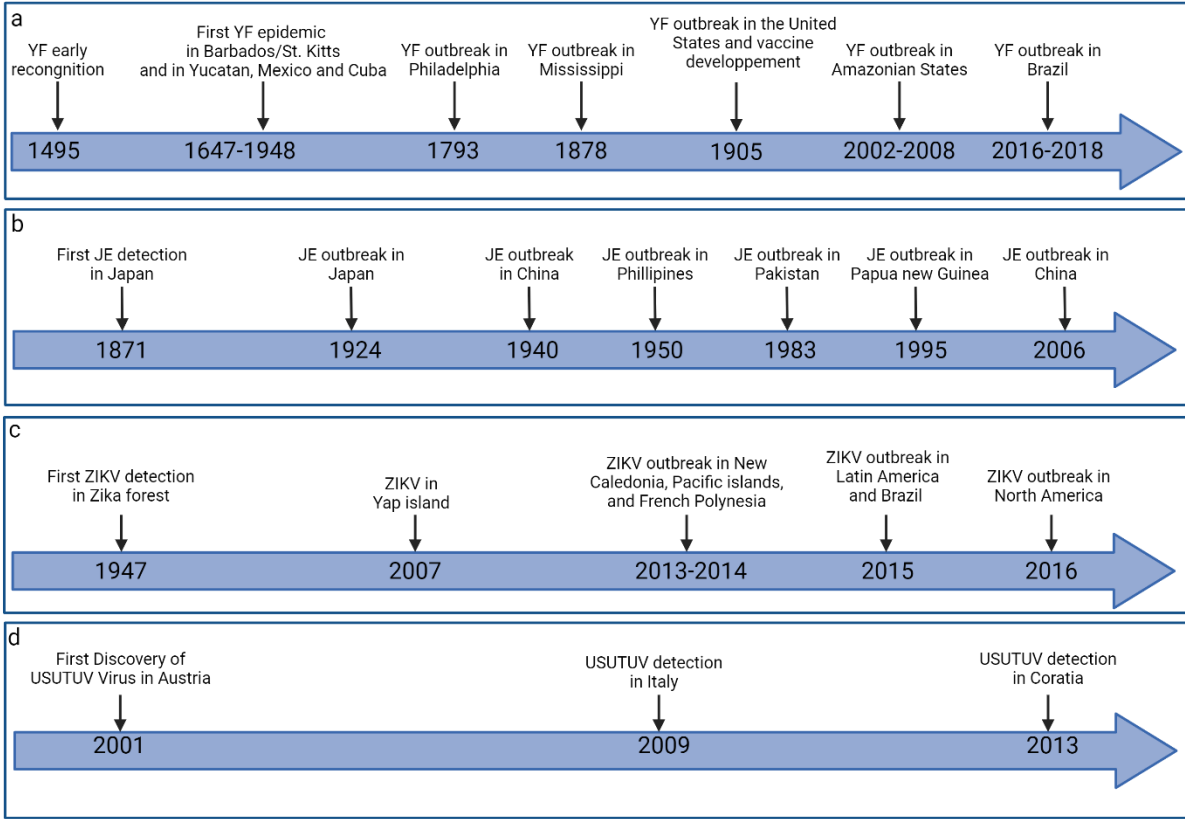 a
YF early
recongnition
First YF epidemic
in Barbados/St. Kitts
and in Yucatan, Mexico and Cuba
YF outbreak in
Philadelphia
YF outbreak in
Mississippi
YF outbreak in the United
States and vaccine
developpement
YF outbreak in
Amazonian States
YF outbreak in
Brazil
1495
1647-1948
1793
1878
1905
2002-2008
2016-2018
b
First JE detection
in Japan
JE outbreak in
Japan
JE outbreak
in China
JE outbreak in
Phillipines
JE outbreak in
Pakistan
JE outbreak in
Papua new Guinea
JE outbreak in
China
1871
1924
1940
1950
1983
1995
2006
c
First ZIKV detection
in Zika forest
ZIKV in
Yap island
ZIKV outbreak in New
Caledonia, Pacific islands,
and French Polynesia
ZIKV outbreak in
Latin America
and Brazil
ZIKV outbreak in
North America
1947
2007
2013-2014
2015
2016
d
First Discovery of
USUTUV Virus in Austria
USUTUV detection
in Italy
USUTUV detection
in Coratia
2001
2009
2013